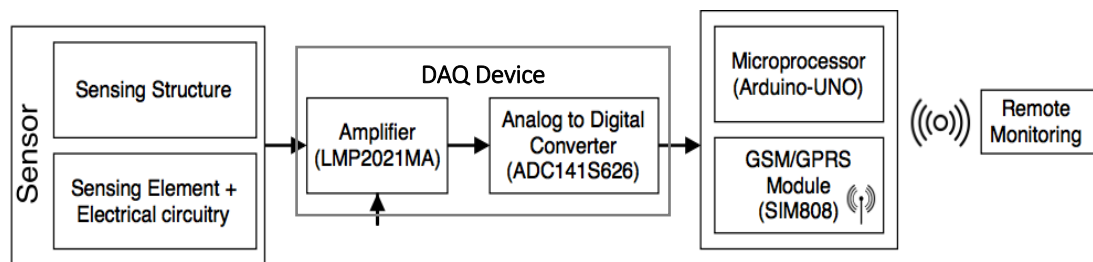 Sensor
Sensing Structure
Sensing Element +
Electrical circuitry
DAQ Device
Amplifier
(LMP2021MA)
Analog to Digital
Converter
(ADC141S626)
Microprocessor
(Arduino-UNO)
GSM/GPRS
Module
(SIM808)
Remote
Monitoring